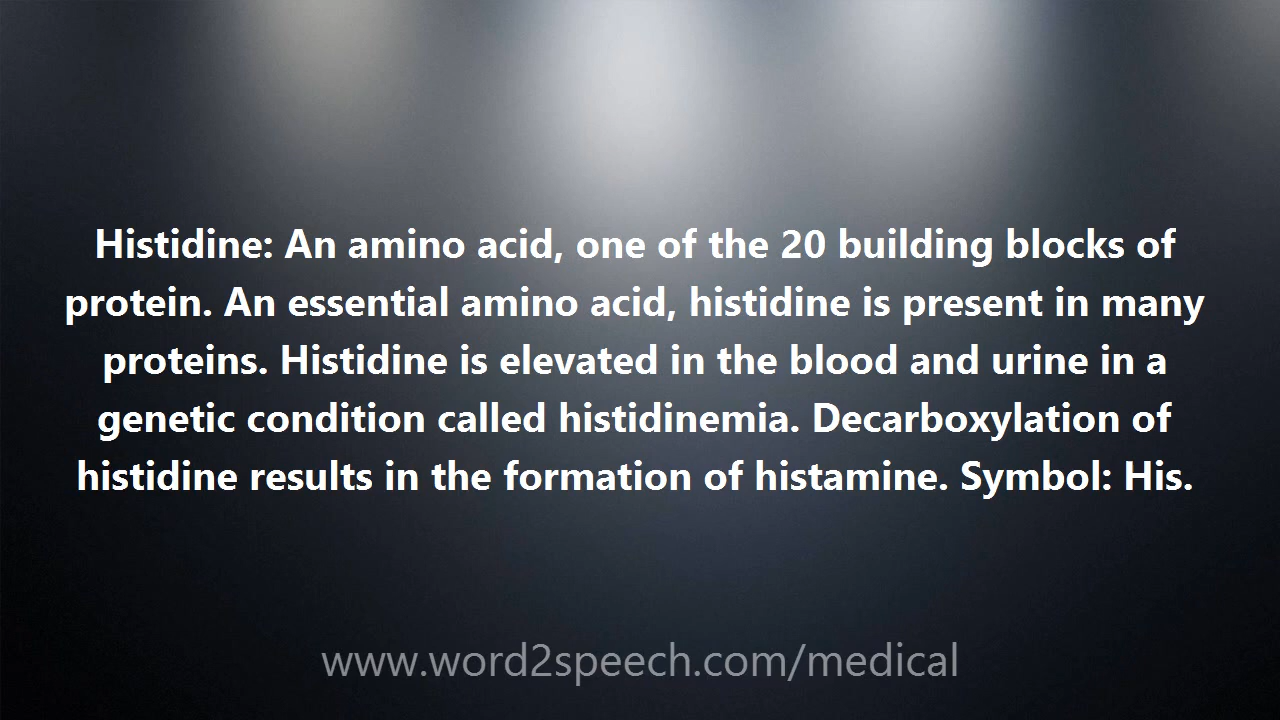 Histidine: An amino acid, one of the 20 building blocks of
protein. An essential amino acid, histidine is present in many
proteins. Histidine is elevated in the blood and urine in a
genetic condition called histidinemia. Decarboxylation of
histidine results in the formation of histamine. Symbol: His.
www.word2speech.com/medical